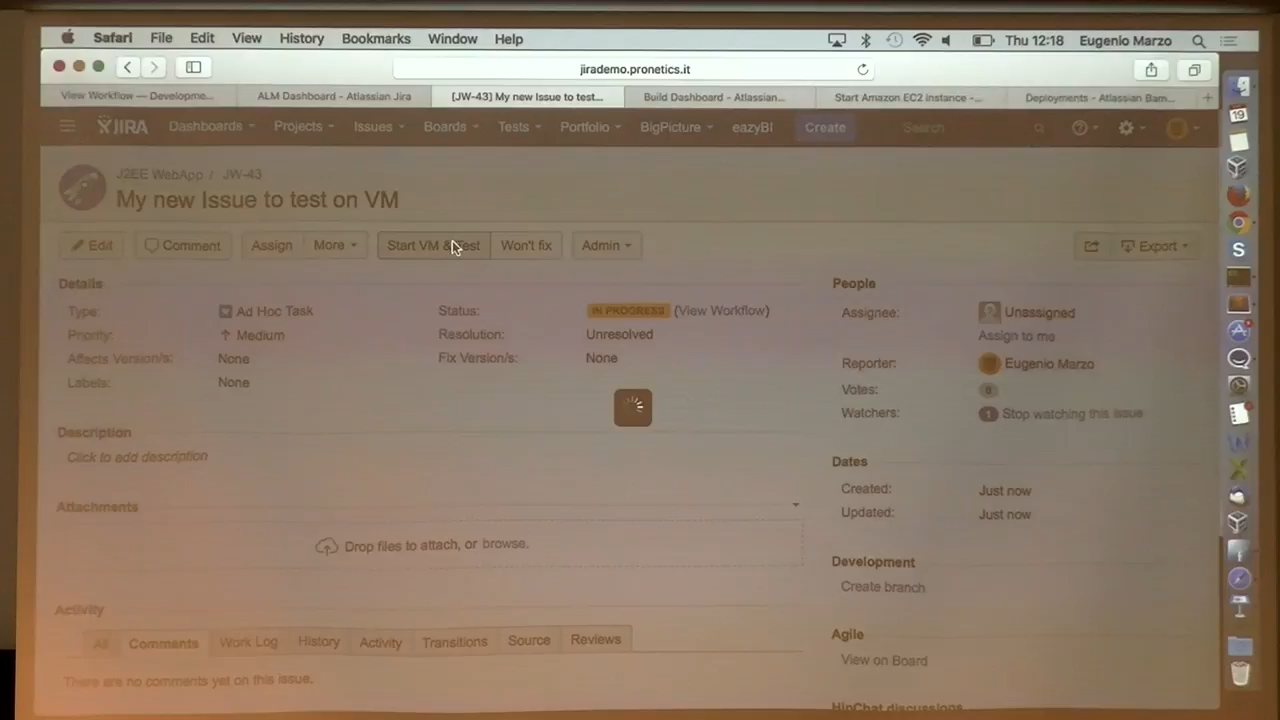 Safari File Edit View History Bookmarks Window Help Thu 12:18 Eugenio Marzo
jirademo.pronetics.it
View Workflow — Developme... ALM Dashboard - Atlassian Jira [JW-43] My new Issue to test... Build Dashboard - Atlassian... Start Amazon EC2 instance -... Deployments - Atlassian Bam...
JIRA Dashboards Projects Issues Boards Tests Portfolio BigPicture eazyBI Create Search
19
J2EE WebApp / JW-43
My new Issue to test on VM
Edit Comment Assign More Start VM & Test Won't fix Admin Export
S
Details
Type: Ad Hoc Task
Status: IN PROGRESS (View Workflow)
Priority: Medium
Resolution: Unresolved
Affects Version/s: None
Fix Version/s: None
Labels: None
People
Assignee: Unassigned
Assign to me
Reporter: Eugenio Marzo
Votes: 0
Watchers: 1 Stop watching this issue
Description
Click to add description
Dates
Created: Just now
Updated: Just now
Attachments
Drop files to attach, or browse.
Development
Create branch
Activity
All Comments Work Log History Activity Transitions Source Reviews
There are no comments yet on this issue.
Agile
View on Board
HipChat discussions